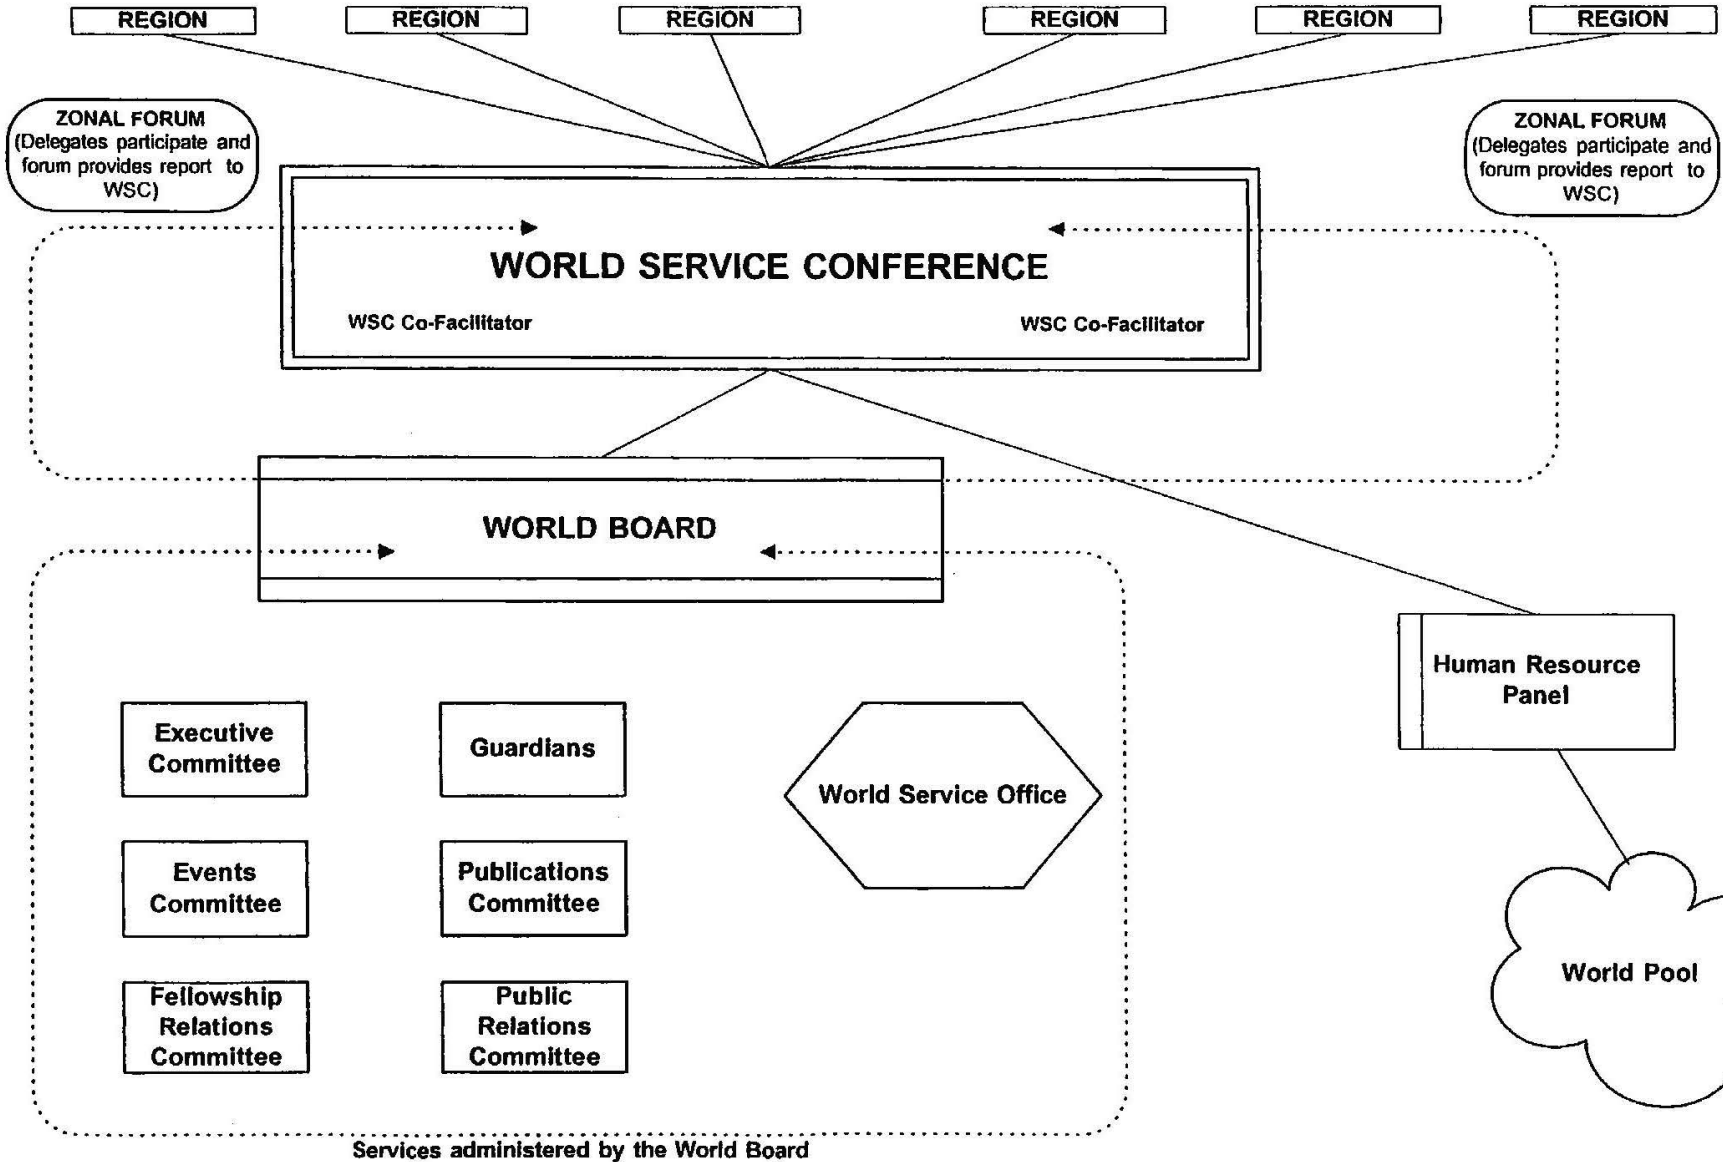 REGION
REGION
REGION
REGION
REGION
REGION
ZONAL FORUM
(Delegates participate and
forum provides report to
WSC)
ZONAL FORUM
(Delegates participate and
forum provides report to
WSC)
WORLD SERVICE CONFERENCE
WSC Co-Facilitator
WSC Co-Facilitator
WORLD BOARD
Human Resource
Panel
Executive
Committee
Guardians
World Service Office
Events
Committee
Publications
Committee
World Pool
Fellowship
Relations
Committee
Public
Relations
Committee
Services administered by the World Board